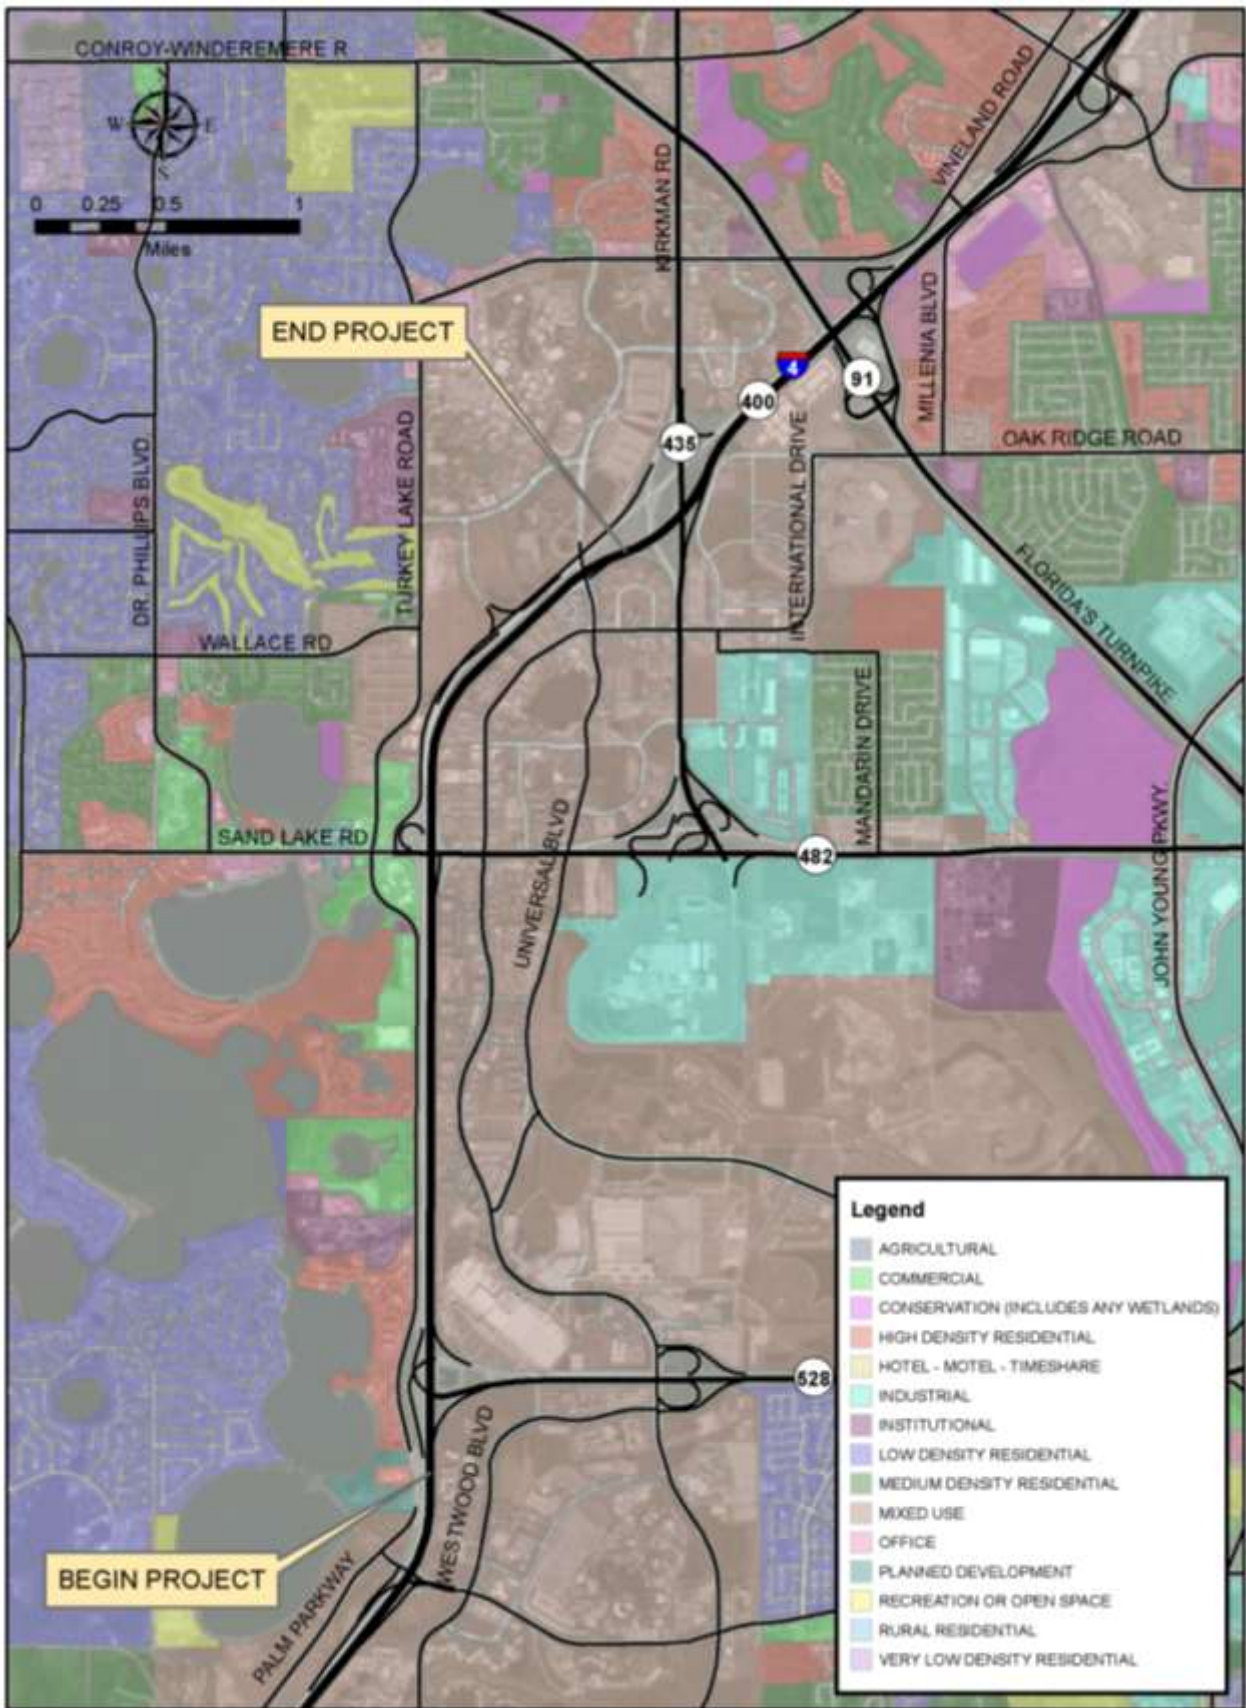 CONROY-WINDEREMERE R
W E
S
0 0.25 0.5 1
Miles
KIRKMAN RD
VINELAND ROAD
END PROJECT
MILLENIA BLVD
4
400
91
435
DR. PHILLIPS BLVD
TURKEY LAKE ROAD
INTERNATIONAL DRIVE
OAK RIDGE ROAD
FLORIDA'S TURNPIKE
WALLACE RD
MANDARIN DRIVE
SAND LAKE RD
482
UNIVERSAL BLVD
JOHN YOUNG PKWY
528
WESTWOOD BLVD
BEGIN PROJECT
PALM PARKWAY
Legend
AGRICULTURAL
COMMERCIAL
CONSERVATION (INCLUDES ANY WETLANDS)
HIGH DENSITY RESIDENTIAL
HOTEL - MOTEL - TIMESHARE
INDUSTRIAL
INSTITUTIONAL
LOW DENSITY RESIDENTIAL
MEDIUM DENSITY RESIDENTIAL
MIXED USE
OFFICE
PLANNED DEVELOPMENT
RECREATION OR OPEN SPACE
RURAL RESIDENTIAL
VERY LOW DENSITY RESIDENTIAL